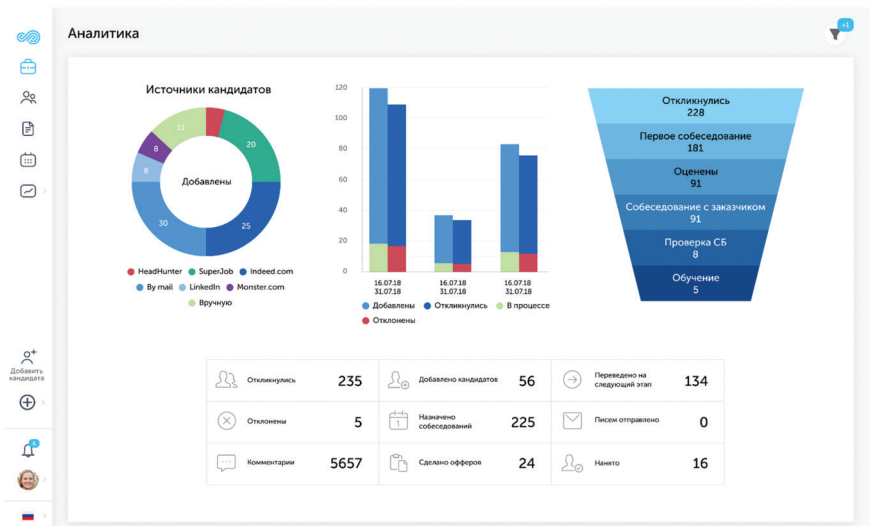 Аналитика
+1
Источники кандидатов
11
20
8
8
Добавлены
30
25
HeadHunter SuperJob Indeed.com
By mail LinkedIn Monster.com
Вручную
120
100
80
60
40
20
0
16.07.18 16.07.18 16.07.18
31.07.18 31.07.18 31.07.18
Добавлены Откликнулись В процессе
Отклонены
Откликнулись
228
Первое собеседование
181
Оценены
91
Собеседование с заказчиком
91
Проверка СБ
8
Обучение
5
Добавить
кандидата
6
Откликнулись 235
Добавлено кандидатов 56
Переведено на
следующий этап 134
Отклонены 5
1
Назначено
собеседований 225
Писем отправлено 0
Комментарии 5657
Сделано офферов 24
Нанято 16